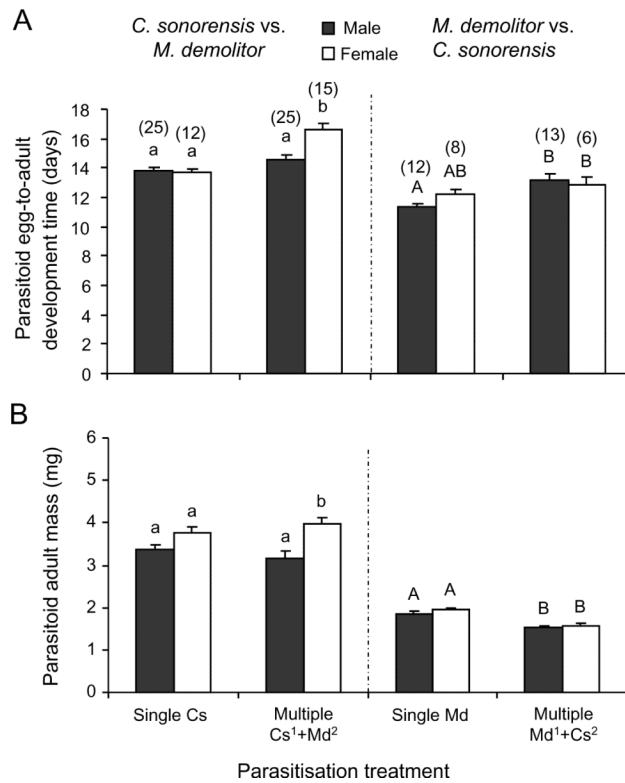 A
C. sonorensis vs.
M. demolitor
Male
Female
M. demolitor vs.
C. sonorensis
Parasitoid egg-to-adult
development time (days)
18
16
14
12
10
8
6
4
2
0
(25)
a
(12)
a
(25)
a
(15)
b
(12)
A
(8)
AB
(13)
B
(6)
B
B
Parasitoid adult mass (mg)
6
5
4
3
2
1
0
a
a
a
b
A
A
B
B
Single Cs
Multiple
Cs¹+Md²
Single Md
Multiple
Md¹+Cs²
Parasitisation treatment